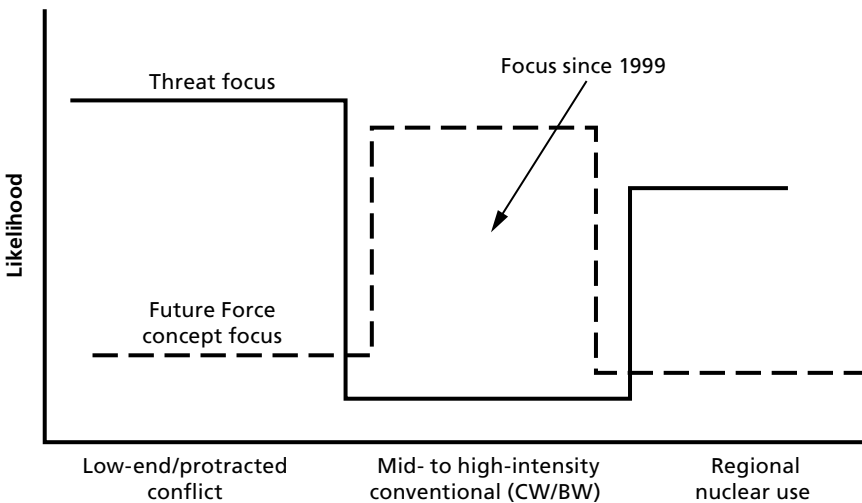 Threat focus
Focus since 1999
Likelihood
Future Force
concept focus
Low-end/protracted
conflict
Mid- to high-intensity
conventional (CW/BW)
Regional
nuclear use